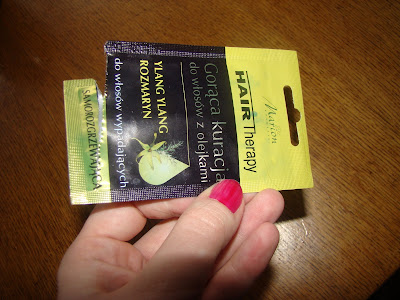 Marion
HAIR Therapy
Gorąca kuracja
do włosów z olejkami
YLANG YLANG
ROZMARYN
do włosów wypadających
SAMOROZGRZEWAJĄCA